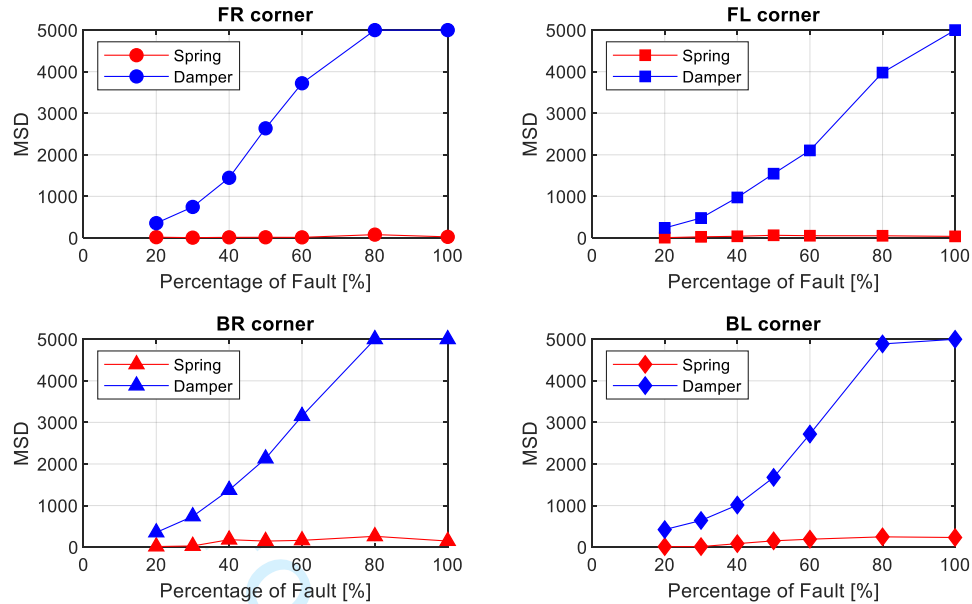 FR corner
5000
4000
3000
2000
1000
0
MSD
Spring
Damper
0 20 40 60 80 100
Percentage of Fault [%]
FL corner
5000
4000
3000
2000
1000
0
MSD
Spring
Damper
0 20 40 60 80 100
Percentage of Fault [%]
BR corner
5000
4000
3000
2000
1000
0
MSD
Spring
Damper
0 20 40 60 80 100
Percentage of Fault [%]
BL corner
5000
4000
3000
2000
1000
0
MSD
Spring
Damper
0 20 40 60 80 100
Percentage of Fault [%]